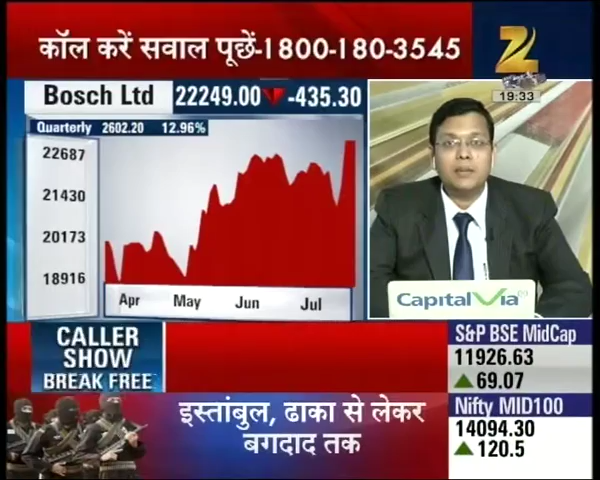 कॉल करें सवाल पूछें-1800-180-3545
19:33
Bosch Ltd 22249.00 -435.30
Quarterly 2602.20 12.96%
22687
21430
20173
18916
Apr May Jun Jul
CapitalVia
CALLER
SHOW
BREAK FREE
S&P BSE MidCap
11926.63
69.07
Nifty MID100
14094.30
120.5
इस्तांबुल, ढाका से लेकर
बगदाद तक